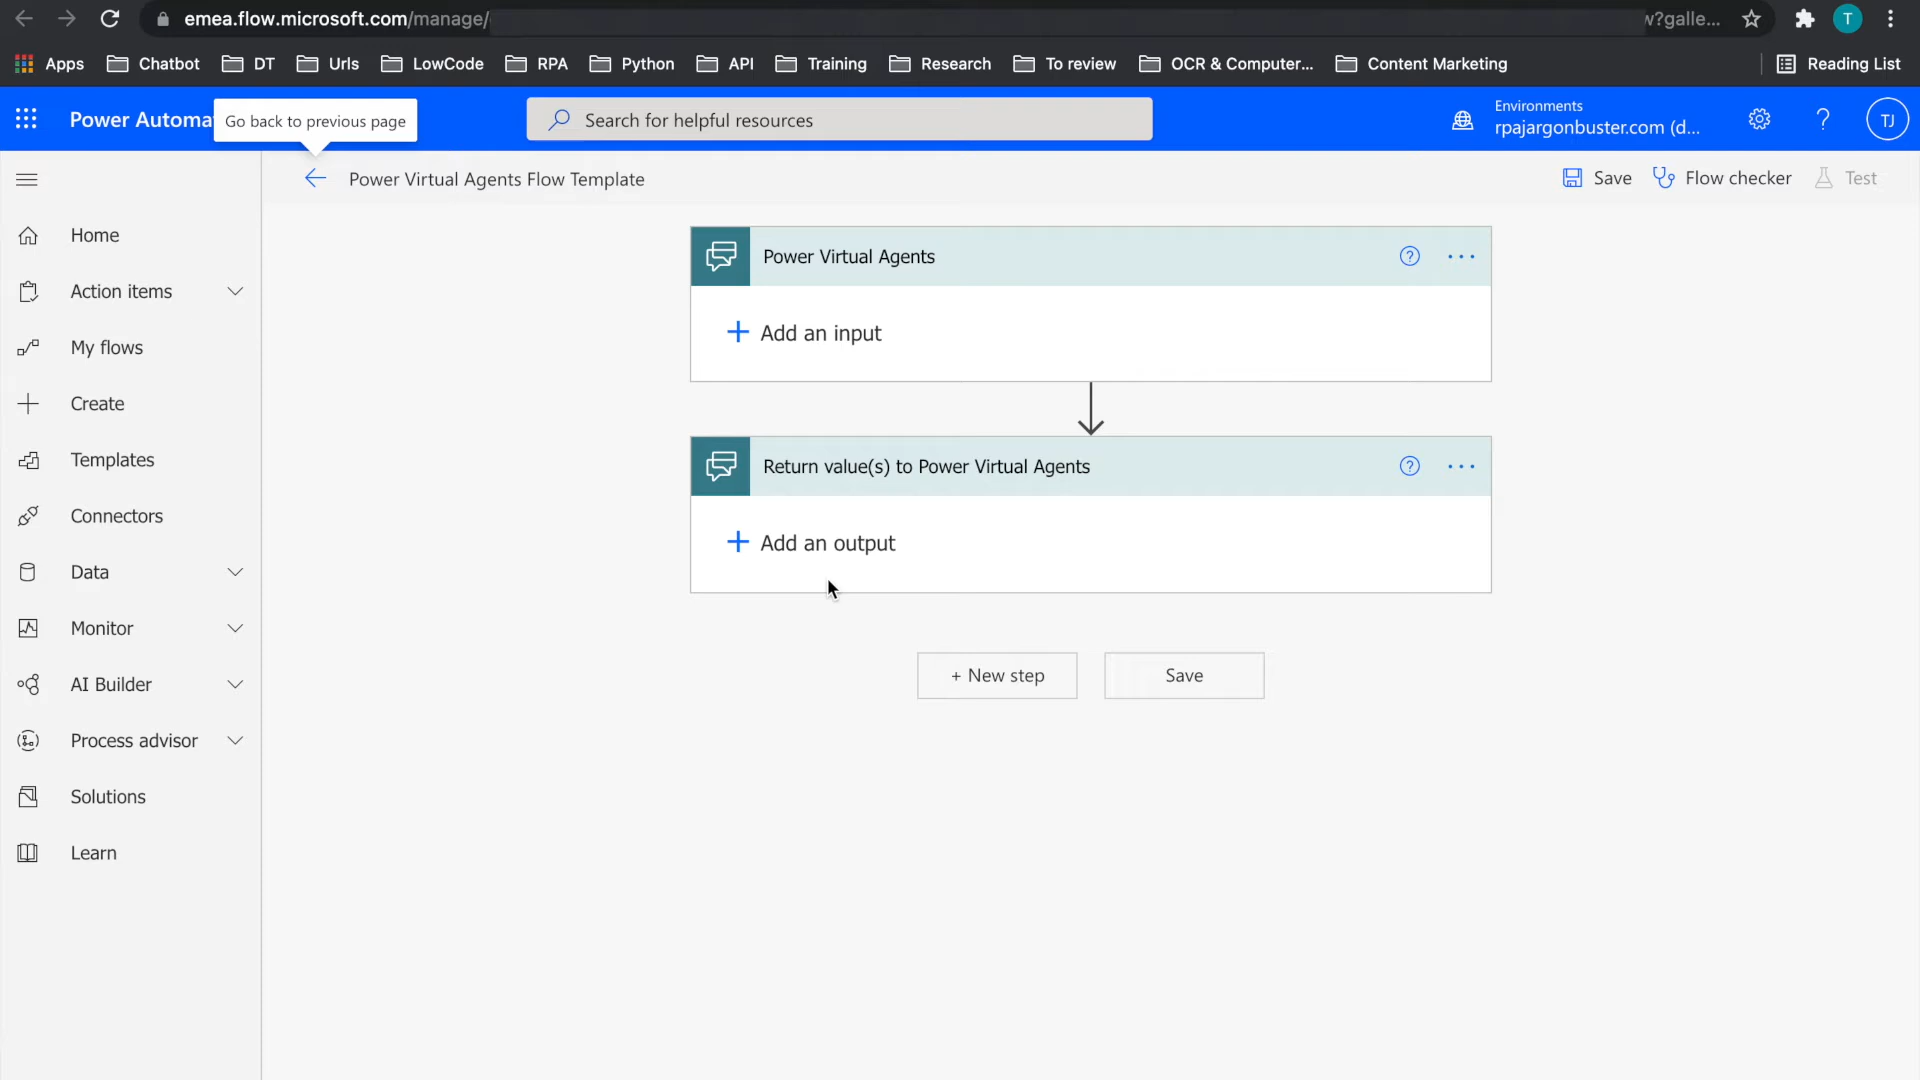 emea.flow.microsoft.com/manage/
v?galle...
T
Apps
Chatbot
DT
Urls
LowCode
RPA
Python
API
Training
Research
To review
OCR & Computer...
Content Marketing
Reading List
Power Automa
Go back to previous page
Search for helpful resources
Environments
rpajargonbuster.com (d...
TJ
Power Virtual Agents Flow Template
Save
Flow checker
Test
Home
Action items
My flows
Create
Templates
Connectors
Data
Monitor
AI Builder
Process advisor
Solutions
Learn
Power Virtual Agents
+ Add an input
Return value(s) to Power Virtual Agents
+ Add an output
+ New step
Save